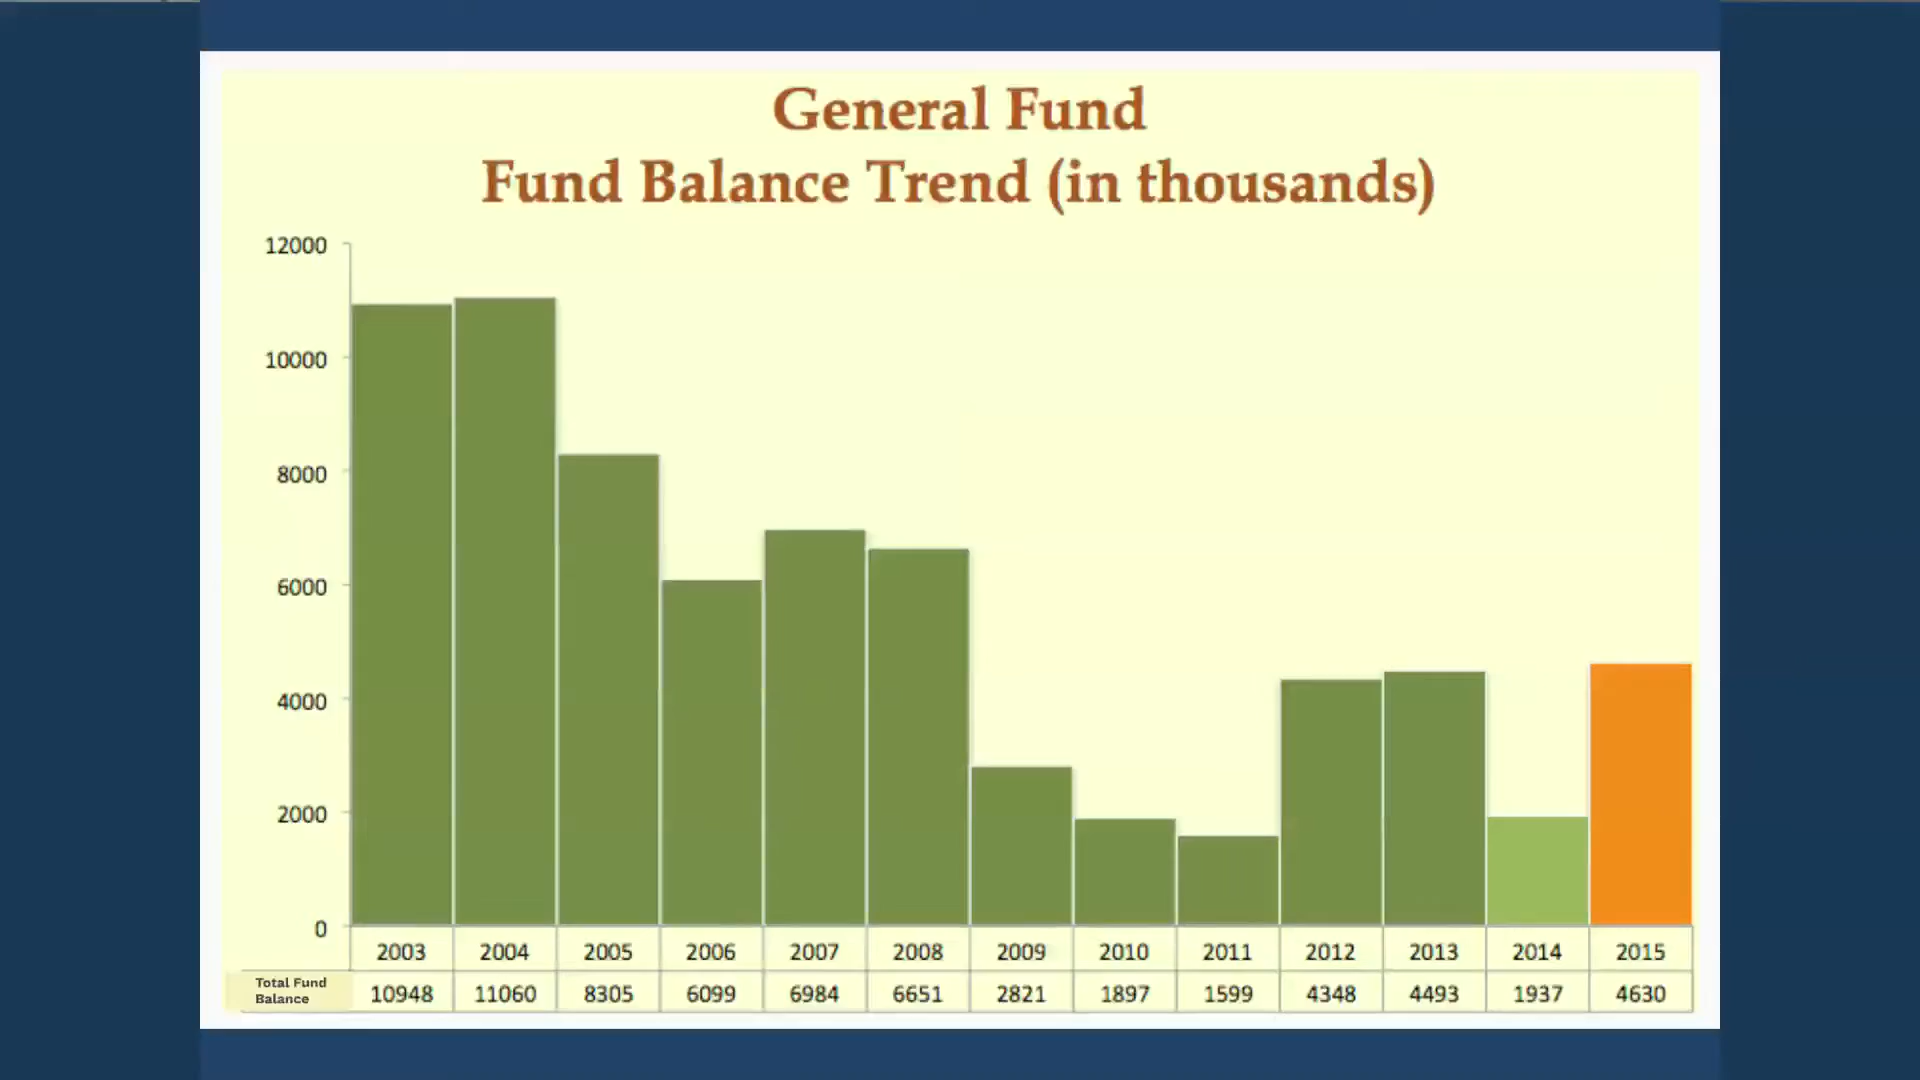 General Fund
Fund Balance Trend (in thousands)
12000
10000
8000
6000
4000
2000
0
2003 2004 2005 2006 2007 2008 2009 2010 2011 2012 2013 2014 2015
Total Fund
Balance
10948 11060 8305 6099 6984 6651 2821 1897 1599 4348 4493 1937 4630